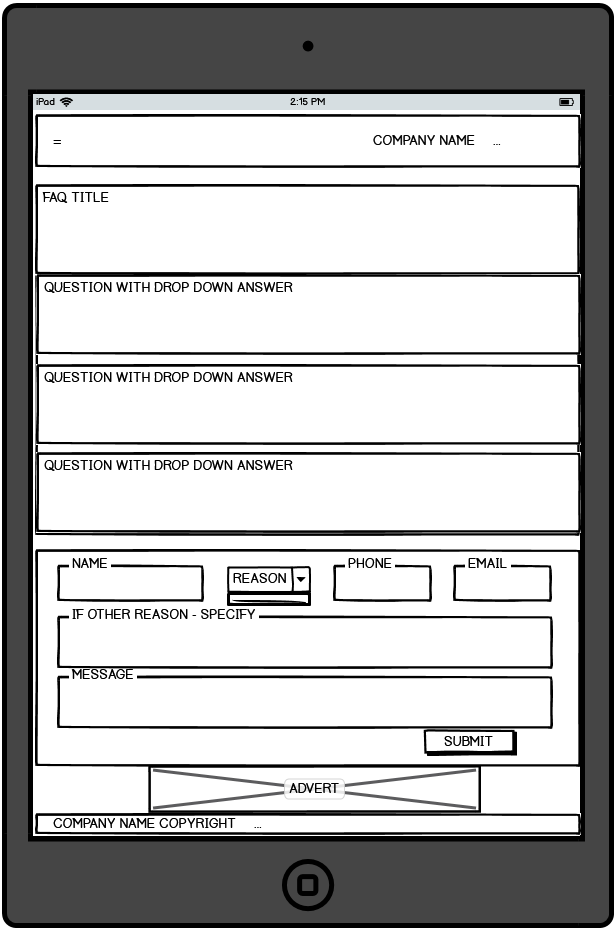 iPad 2:15 PM
= COMPANY NAME ...
FAQ TITLE
QUESTION WITH DROP DOWN ANSWER
QUESTION WITH DROP DOWN ANSWER
QUESTION WITH DROP DOWN ANSWER
NAME REASON PHONE EMAIL
IF OTHER REASON - SPECIFY
MESSAGE
SUBMIT
ADVERT
COMPANY NAME COPYRIGHT ...